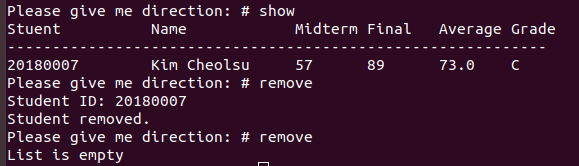 Please give me direction: # show
Stuent Name Midterm Final Average Grade
------------------------------------------------------------
20180007 Kim Cheolsu 57 89 73.0 C
Please give me direction: # remove
Student ID: 20180007
Student removed.
Please give me direction: # remove
List is empty